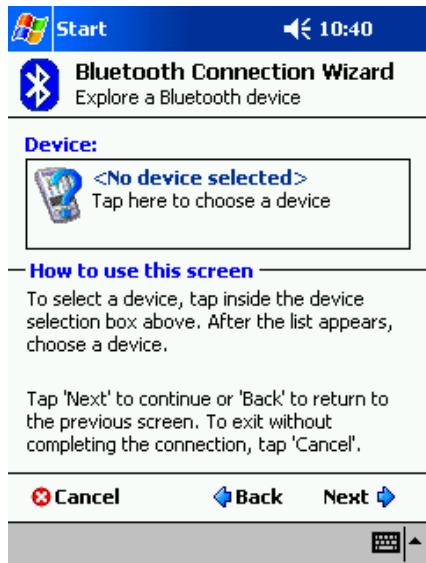 Start 10:40
Bluetooth Connection Wizard
Explore a Bluetooth device
Device:
<No device selected>
Tap here to choose a device
How to use this screen
To select a device, tap inside the device
selection box above. After the list appears,
choose a device.
Tap 'Next' to continue or 'Back' to return to
the previous screen. To exit without
completing the connection, tap 'Cancel'.
Cancel Back Next